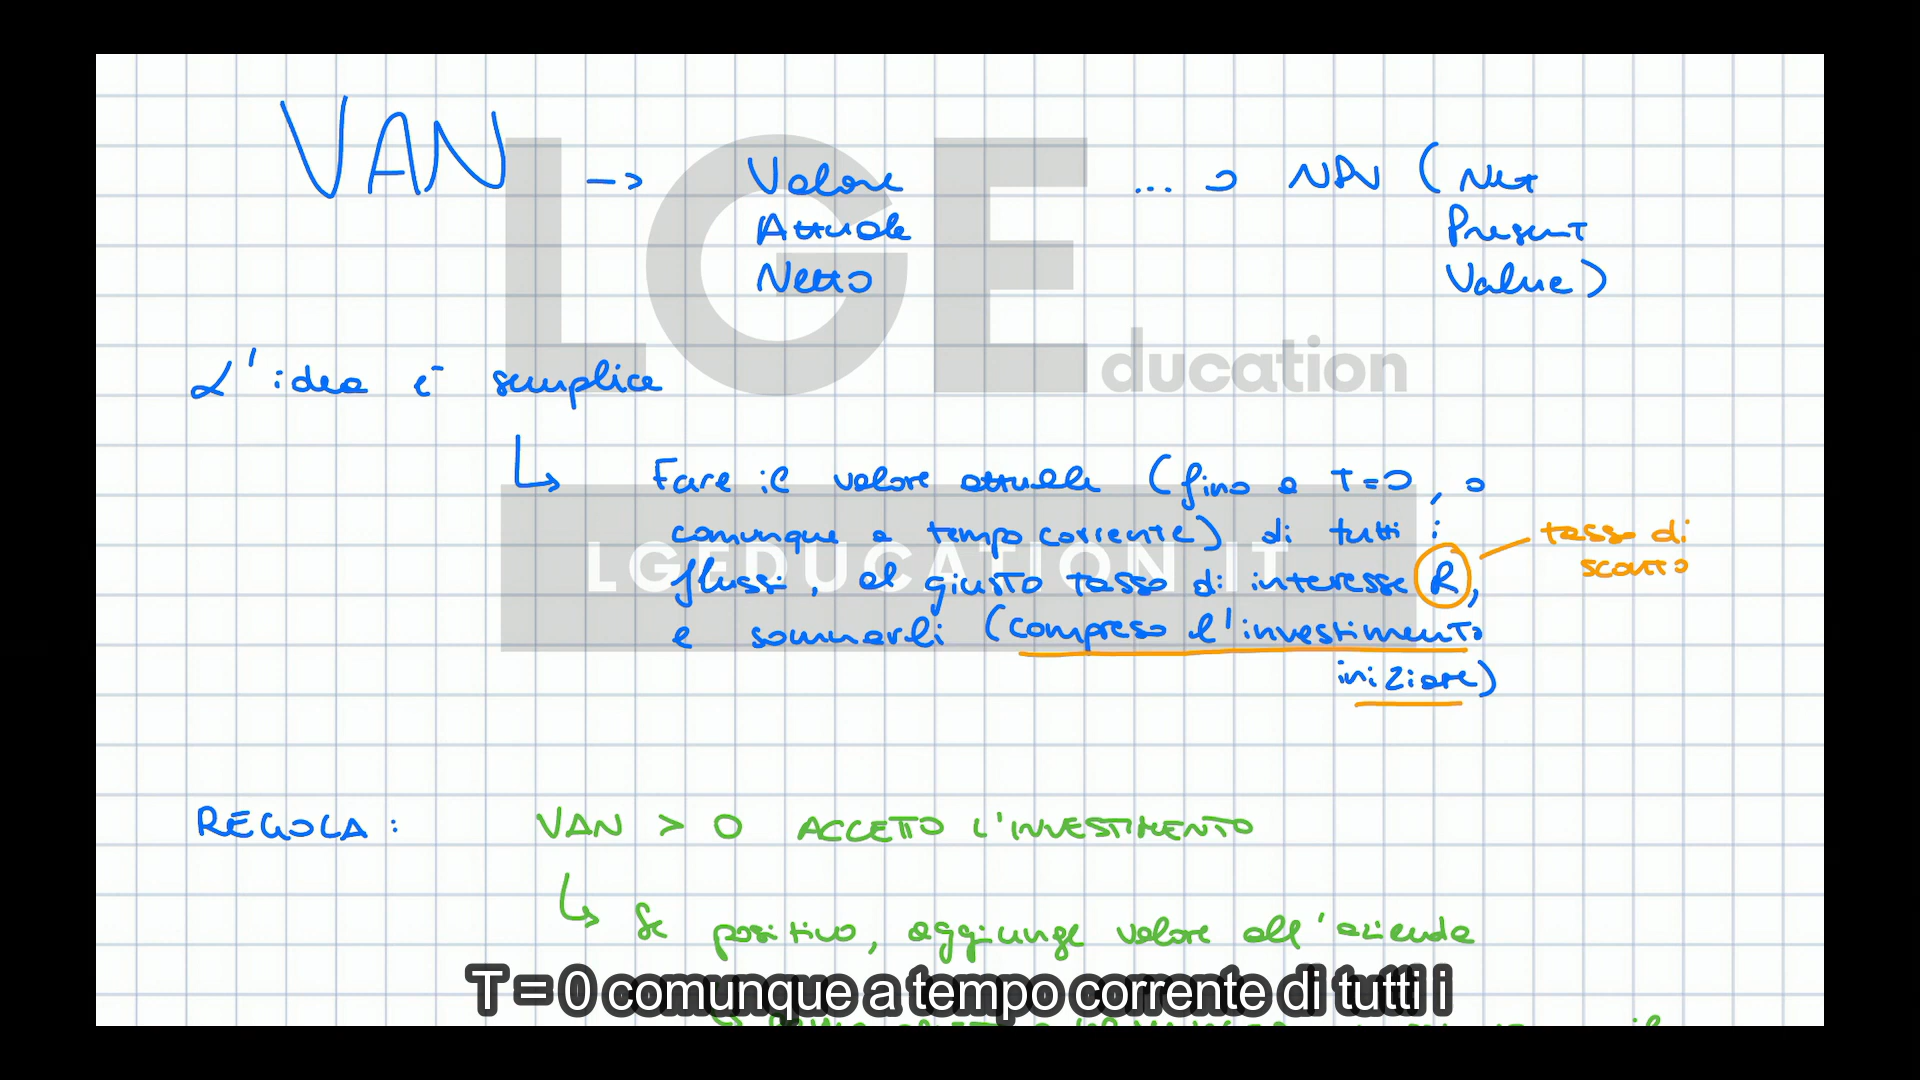 VAN -> Valore ... o NPV (Net
Attuale Present
Netto Value)
LGEducation
L'idea è semplice
Fare il valore attuale (fino a T=0, o
comunque a tempo corrente) di tutti i
flussi, al giusto tasso di interesse R,
tasso di
sconto
LGEDUCATION.IT
e sommarli (compreso l'investimento
iniziale)
REGOLA: VAN > 0 ACCETTO L'INVESTIMENTO
Se positivo, aggiunge valore all'azienda
T = 0 comunque a tempo corrente di tutti i